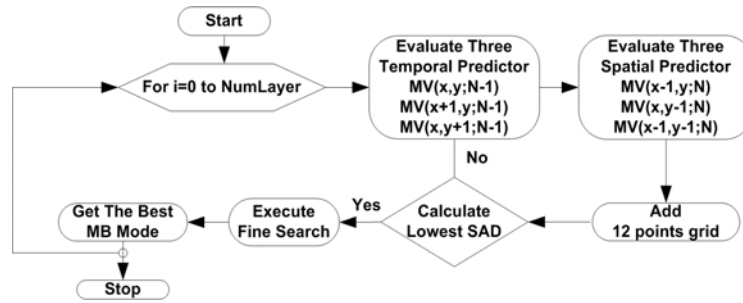 Start
For i=0 to NumLayer
Evaluate Three
Temporal Predictor
MV(x,y;N-1)
MV(x+1,y;N-1)
MV(x,y+1;N-1)
Evaluate Three
Spatial Predictor
MV(x-1,y;N)
MV(x,y-1;N)
MV(x-1,y-1;N)
No
Add
12 points grid
Calculate
Lowest SAD
Yes
Execute
Fine Search
Get The Best
MB Mode
Stop